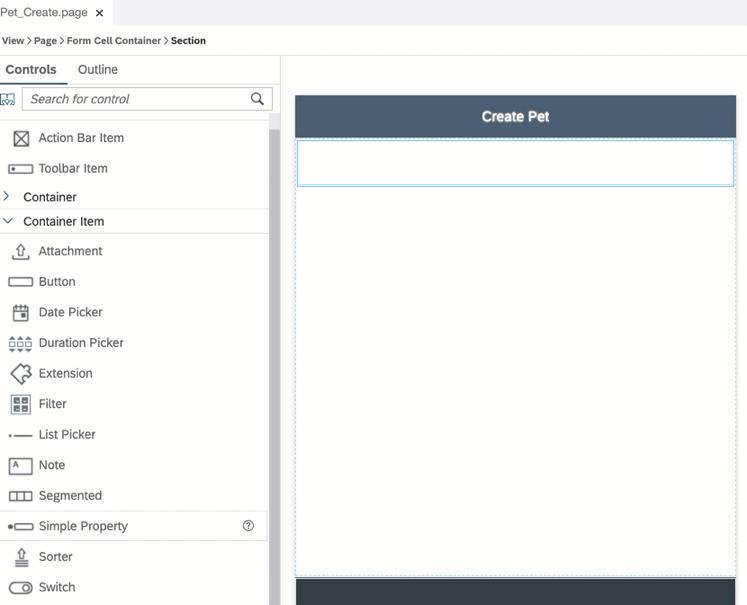 Pet_Create.page ×
View > Page > Form Cell Container > Section
Controls
Outline
Search for control
Create Pet
Action Bar Item
Toolbar Item
Container
Container Item
Attachment
Button
Date Picker
Duration Picker
Extension
Filter
List Picker
Note
Segmented
Simple Property
Sorter
Switch